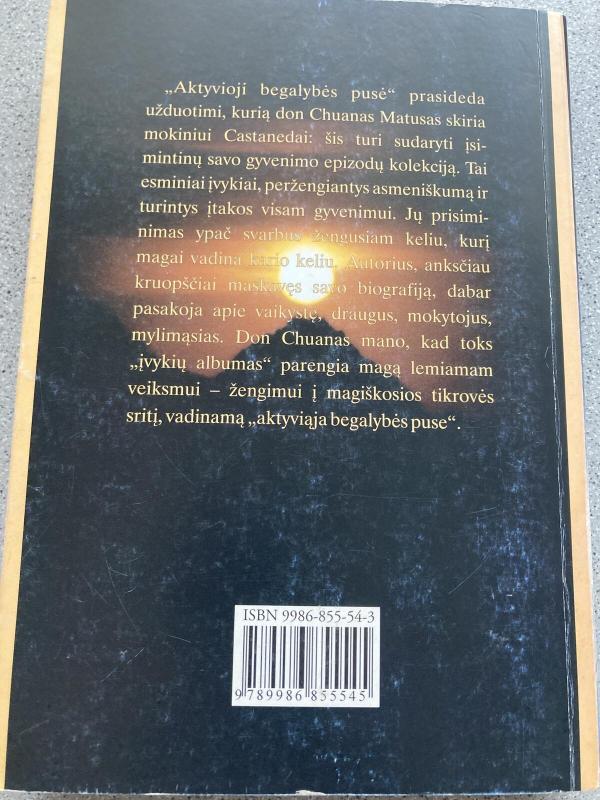 „Aktyvioji begalybės pusė“ prasideda
užduotimi, kurią don Chuanas Matusas skiria
mokiniui Castanedai: šis turi sudaryti įsi-
mintinų savo gyvenimo epizodų kolekciją. Tai
esminiai įvykiai, peržengiantys asmeniškumą ir
turintys įtakos visam gyvenimui. Jų prisimi-
nimas ypač svarbus žengusiam keliu, kurį
magai vadina kario keliu. Autorius, anksčiau
kruopščiai maskavęs savo biografiją, dabar
pasakoja apie vaikystę, draugus, mokytojus,
mylimąsias. Don Chuanas mano, kad toks
„įvykių albumas“ parengia magą lemiamam
veiksmui – žengimui į magiškosios tikrovės
sritį, vadinamą „aktyviąja begalybės puse“.
ISBN 9986-855-54-3
9 789986 855545